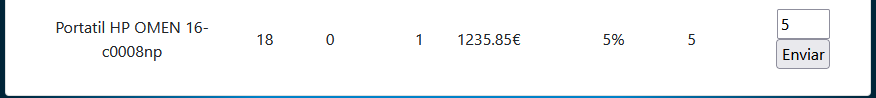 Portatil HP OMEN 16-
c0008np
18
0
1
1235.85€
5%
5
5
Enviar